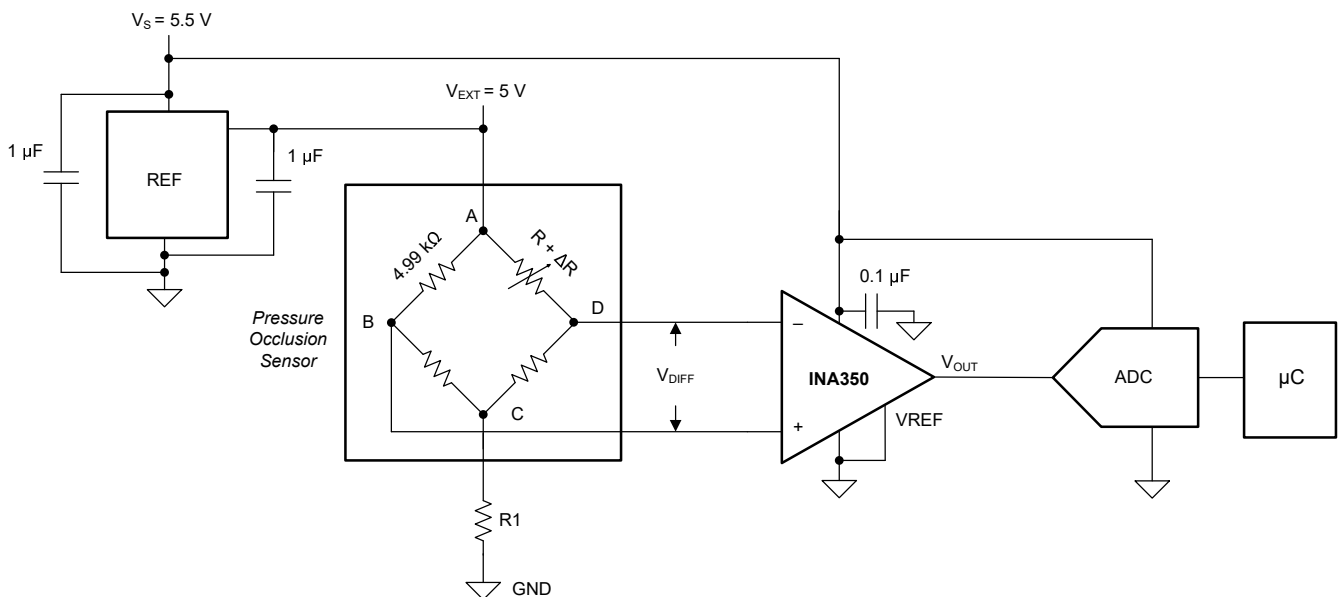 V_S = 5.5 V
V_EXT = 5 V
1 µF
REF
1 µF
A
4.99 kΩ
R + ΔR
B
D
C
Pressure
Occlusion
Sensor
R1
GND
V_DIFF
0.1 µF
–
+
INA350
V_OUT
VREF
ADC
µC